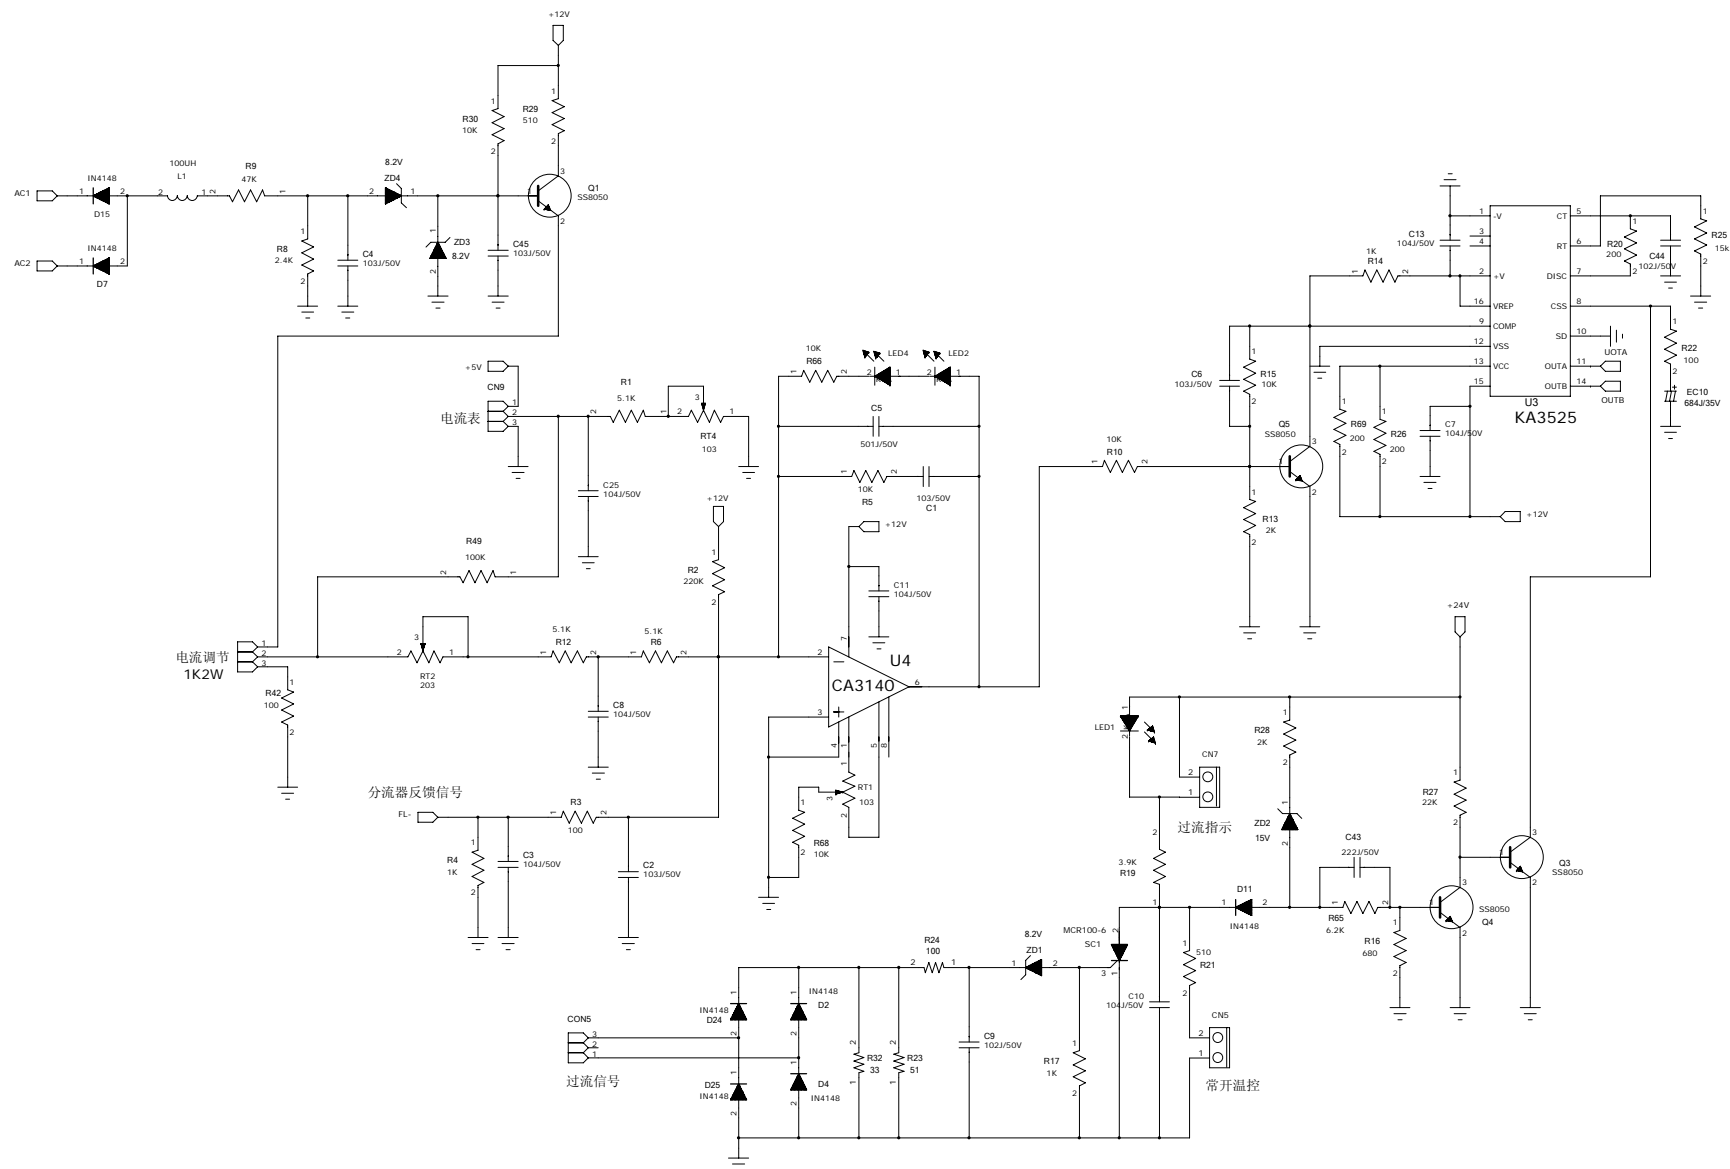 +12V
R30
10K
R29
510
Q1
SS8050
AC1
IN4148
D15
100UH
L1
R9
47K
8.2V
ZD4
AC2
IN4148
D7
R8
2.4K
C4
103J/50V
ZD3
8.2V
C45
103J/50V
+5V
CN9
电流表
R1
5.1K
RT4
103
C25
104J/50V
R49
100K
+12V
R2
220K
10K
R66
LED4
LED2
C5
501J/50V
10K
R5
103/50V
C1
+12V
C11
104J/50V
电流调节
1K2W
R42
100
RT2
203
5.1K
R12
5.1K
R6
C8
104J/50V
U4
CA3140
RT1
103
R68
10K
分流器反馈信号
FL-
R3
100
R4
1K
C3
104J/50V
C2
103J/50V
10K
R10
C6
103J/50V
R15
10K
R13
2K
Q5
SS8050
1K
R14
C13
104J/50V
-V
+V
VREP
COMP
VSS
VCC
CT
RT
DISC
CSS
SD
OUTA
OUTB
U3
KA3525
R20
200
C44
102J/50V
R25
15k
R22
100
EC10
684J/35V
UOTA
OUTB
R69
200
R26
200
C7
104J/50V
+12V
+24V
LED1
CN7
过流指示
R28
2K
ZD2
15V
R27
22K
C43
222J/50V
R65
6.2K
R16
680
SS8050
Q4
Q3
SS8050
3.9K
R19
D11
IN4148
MCR100-6
SC1
510
R21
C10
104J/50V
CN5
常开温控
R24
100
8.2V
ZD1
R17
1K
C9
102J/50V
CON5
过流信号
IN4148
D24
IN4148
D2
D25
IN4148
D4
IN4148
R32
33
R23
51